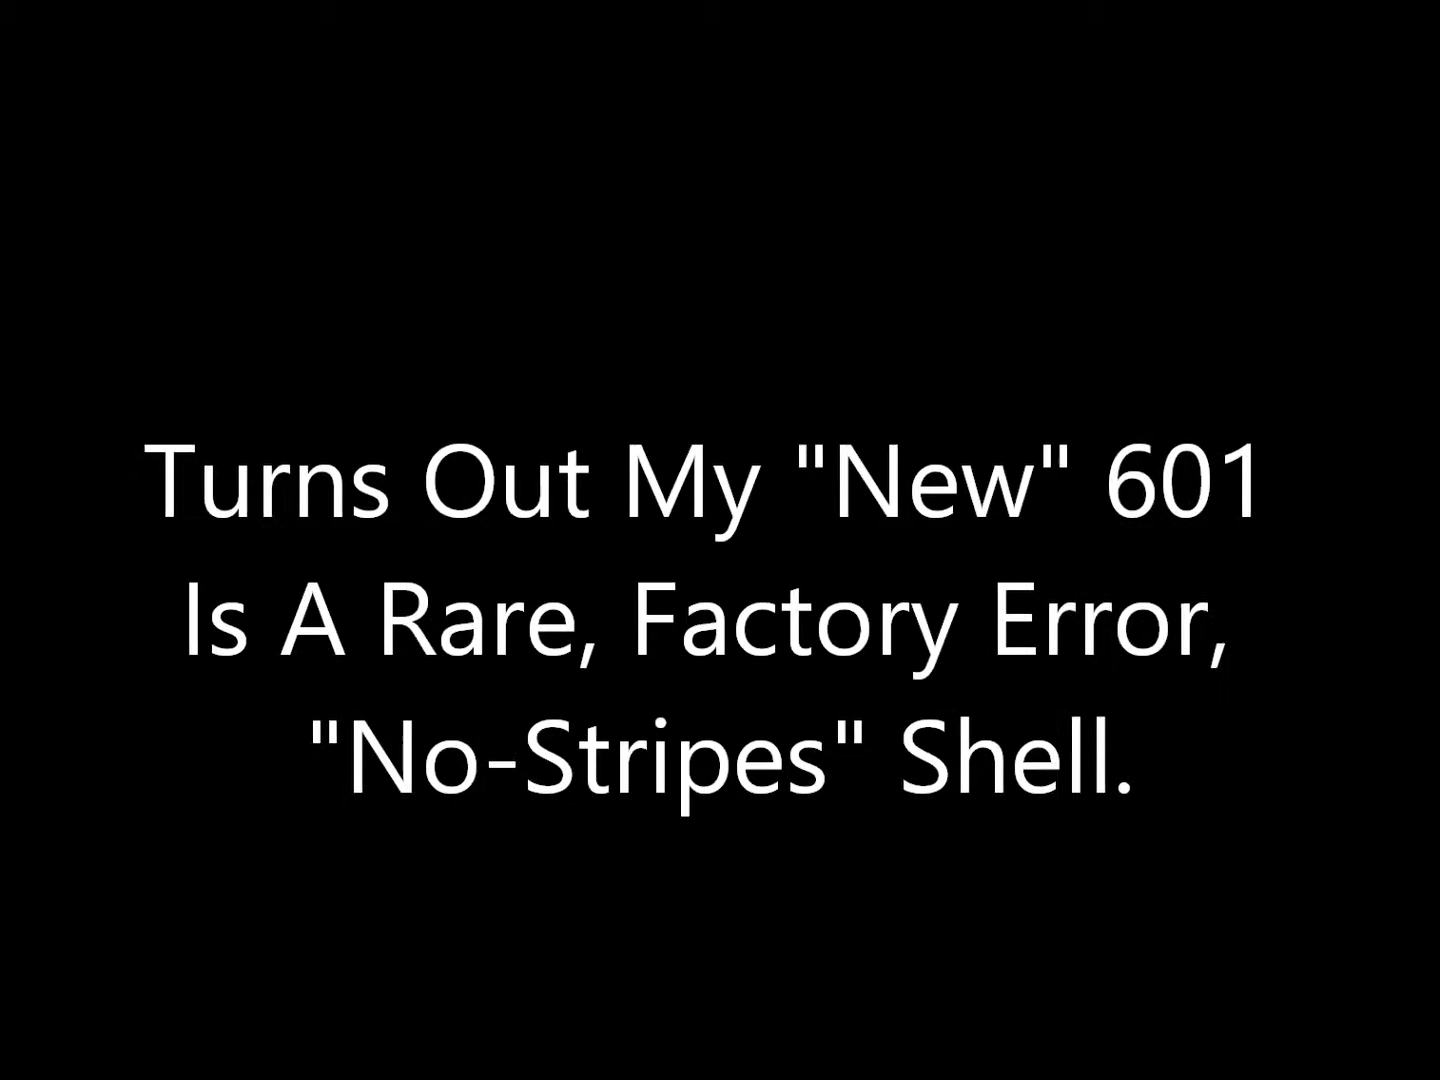 Turns Out My "New" 601
Is A Rare, Factory Error,
"No-Stripes" Shell.